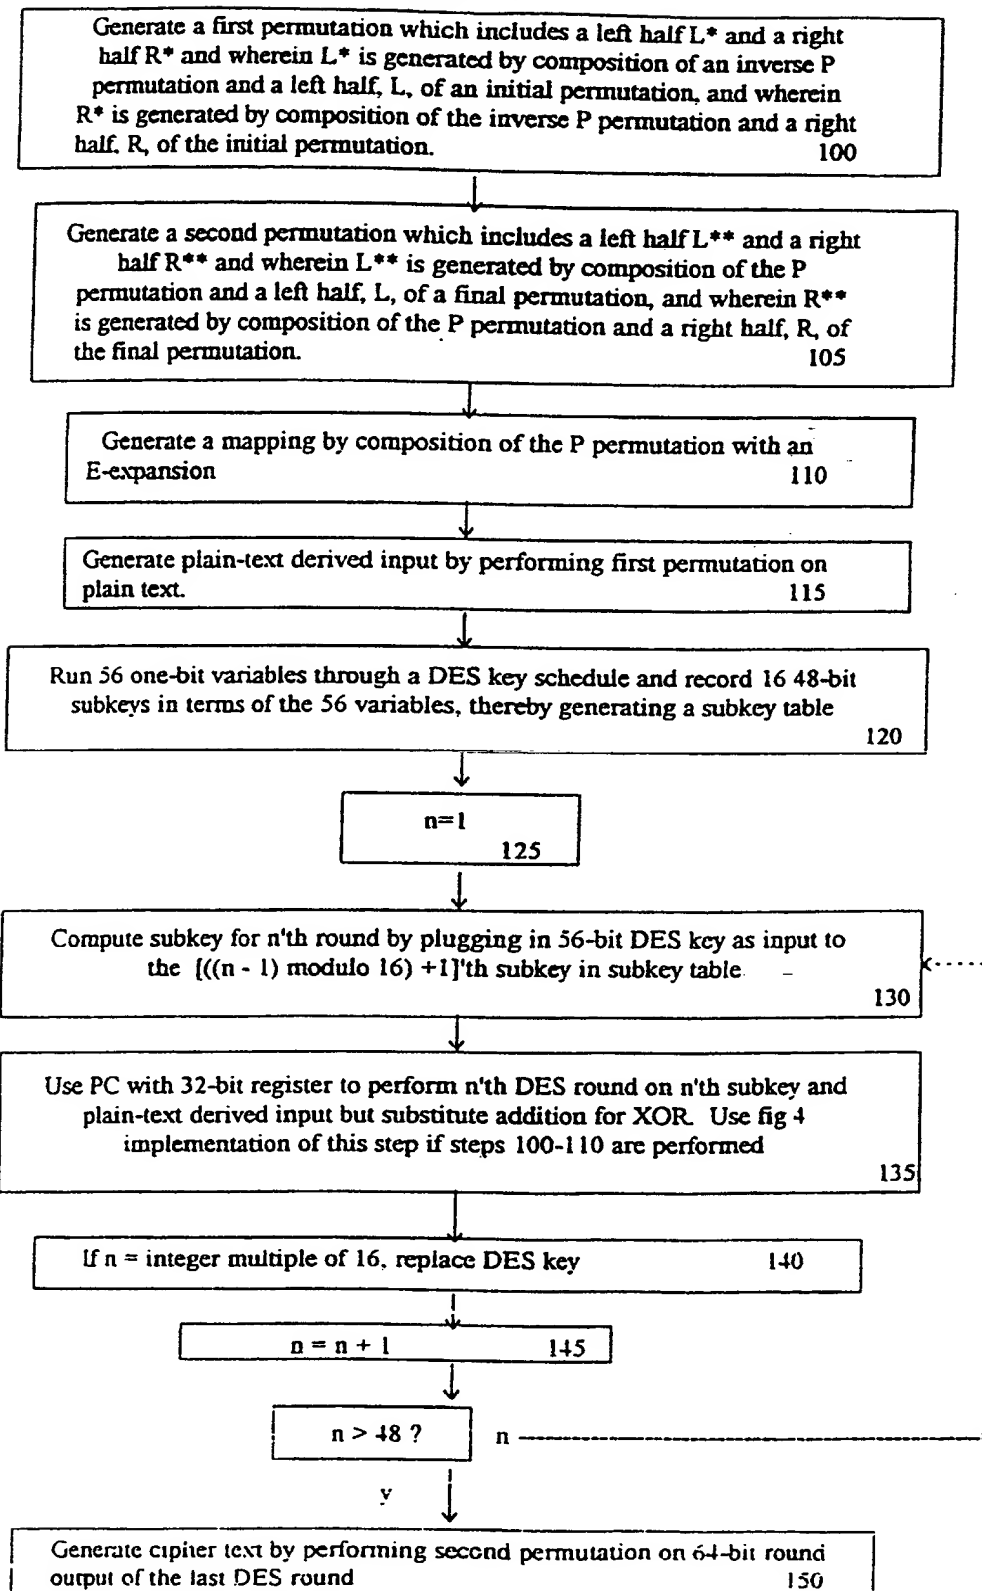 Generate a first permutation which includes a left half L* and a right
half R* and wherein L* is generated by composition of an inverse P
permutation and a left half, L, of an initial permutation, and wherein
R* is generated by composition of the inverse P permutation and a right
half, R, of the initial permutation. 100
Generate a second permutation which includes a left half L** and a right
half R** and wherein L** is generated by composition of the P
permutation and a left half, L, of a final permutation, and wherein R**
is generated by composition of the P permutation and a right half, R, of
the final permutation. 105
Generate a mapping by composition of the P permutation with an
E-expansion 110
Generate plain-text derived input by performing first permutation on
plain text. 115
Run 56 one-bit variables through a DES key schedule and record 16 48-bit
subkeys in terms of the 56 variables, thereby generating a subkey table
120
n=1
125
Compute subkey for n'th round by plugging in 56-bit DES key as input to
the [((n - 1) modulo 16) +1]'th subkey in subkey table
130
Use PC with 32-bit register to perform n'th DES round on n'th subkey and
plain-text derived input but substitute addition for XOR. Use fig 4
implementation of this step if steps 100-110 are performed
135
If n = integer multiple of 16, replace DES key 140
n = n + 1 145
n > 48 ? n
y
Generate cipher text by performing second permutation on 64-bit round
output of the last DES round 150